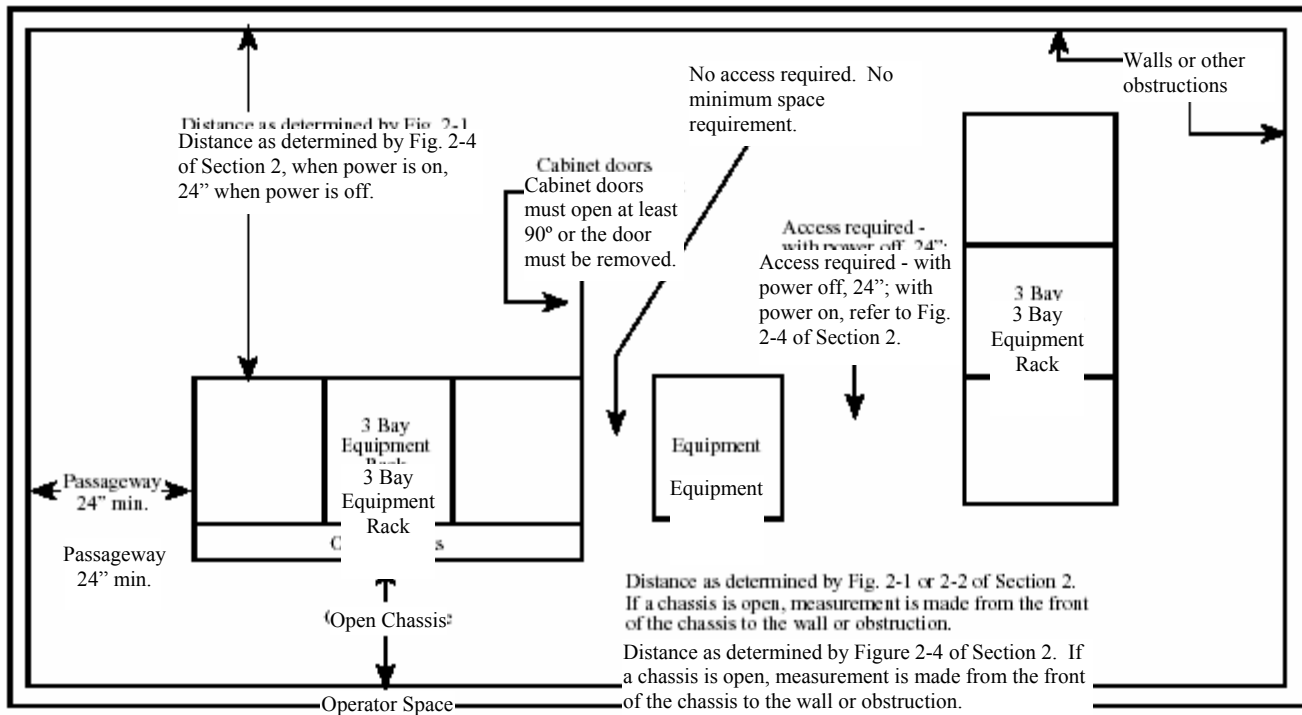 Distance as determined by Fig. 2-1
Distance as determined by Fig. 2-4
of Section 2, when power is on,
24” when power is off.
No access required. No
minimum space
requirement.
Walls or other
obstructions
Cabinet doors
Cabinet doors
must open at least
90º or the door
must be removed.
Access required -
with power off, 24”;
Access required - with
power off, 24”; with
power on, refer to Fig.
2-4 of Section 2.
3 Bay
3 Bay
Equipment
Rack
3 Bay
Equipment
Rack
3 Bay
Equipment
Rack
Equipment
Equipment
Passageway
24” min.
Passageway
24” min.
Open Chassis
Operator Space
Distance as determined by Fig. 2-1 or 2-2 of Section 2.
If a chassis is open, measurement is made from the front
of the chassis to the wall or obstruction.
Distance as determined by Figure 2-4 of Section 2. If
a chassis is open, measurement is made from the front
of the chassis to the wall or obstruction.